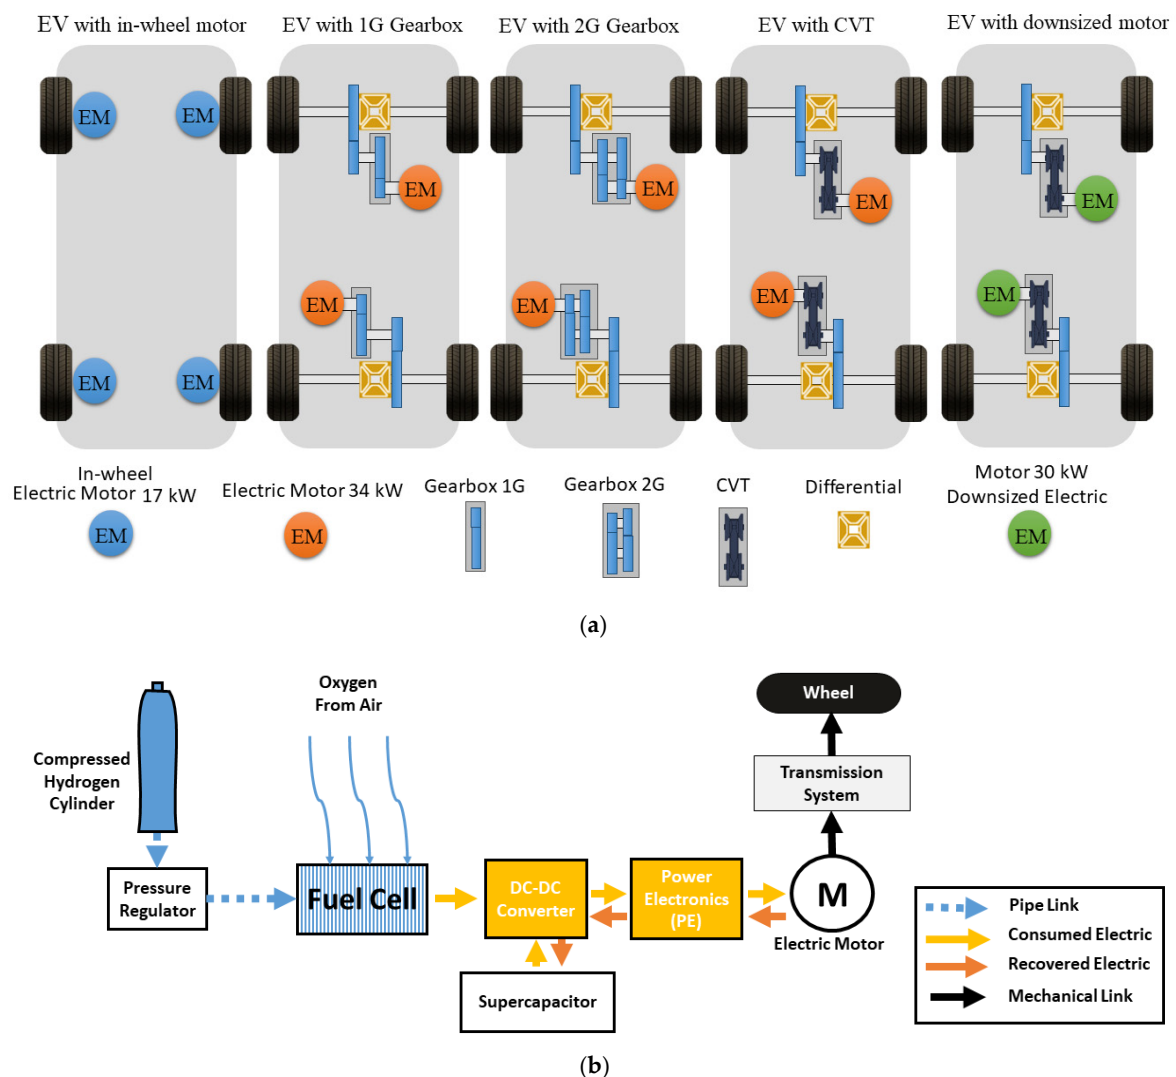 EV with in-wheel motor
EV with 1G Gearbox
EV with 2G Gearbox
EV with CVT
EV with downsized motor
EM
EM
EM
EM
EM
EM
EM
EM
EM
EM
EM
EM
In-wheel
Electric Motor 17 kW
EM
Electric Motor 34 kW
EM
Gearbox 1G
Gearbox 2G
CVT
Differential
Motor 30 kW
Downsized Electric
EM
(a)
Oxygen
From Air
Compressed
Hydrogen
Cylinder
Pressure
Regulator
Fuel Cell
DC-DC
Converter
Supercapacitor
Power
Electronics
(PE)
Wheel
Transmission
System
M
Electric Motor
Pipe Link
Consumed Electric
Recovered Electric
Mechanical Link
(b)